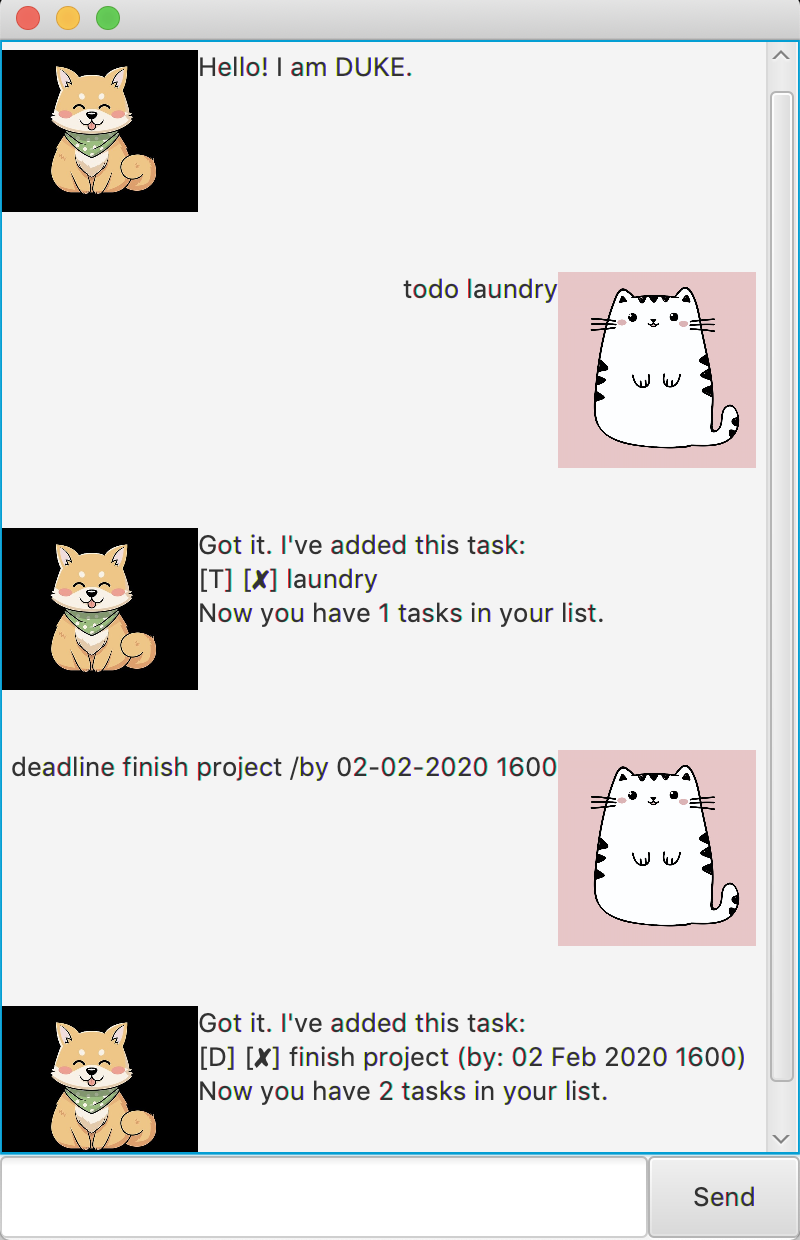 Hello! I am DUKE.
todo laundry
Got it. I've added this task:
[T] [✘] laundry
Now you have 1 tasks in your list.
deadline finish project /by 02-02-2020 1600
Got it. I've added this task:
[D] [✘] finish project (by: 02 Feb 2020 1600)
Now you have 2 tasks in your list.
Send